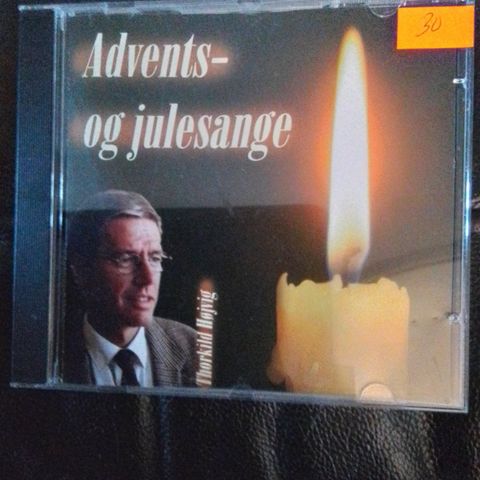 Advents-
og julesange
30
Thorkild Højvig